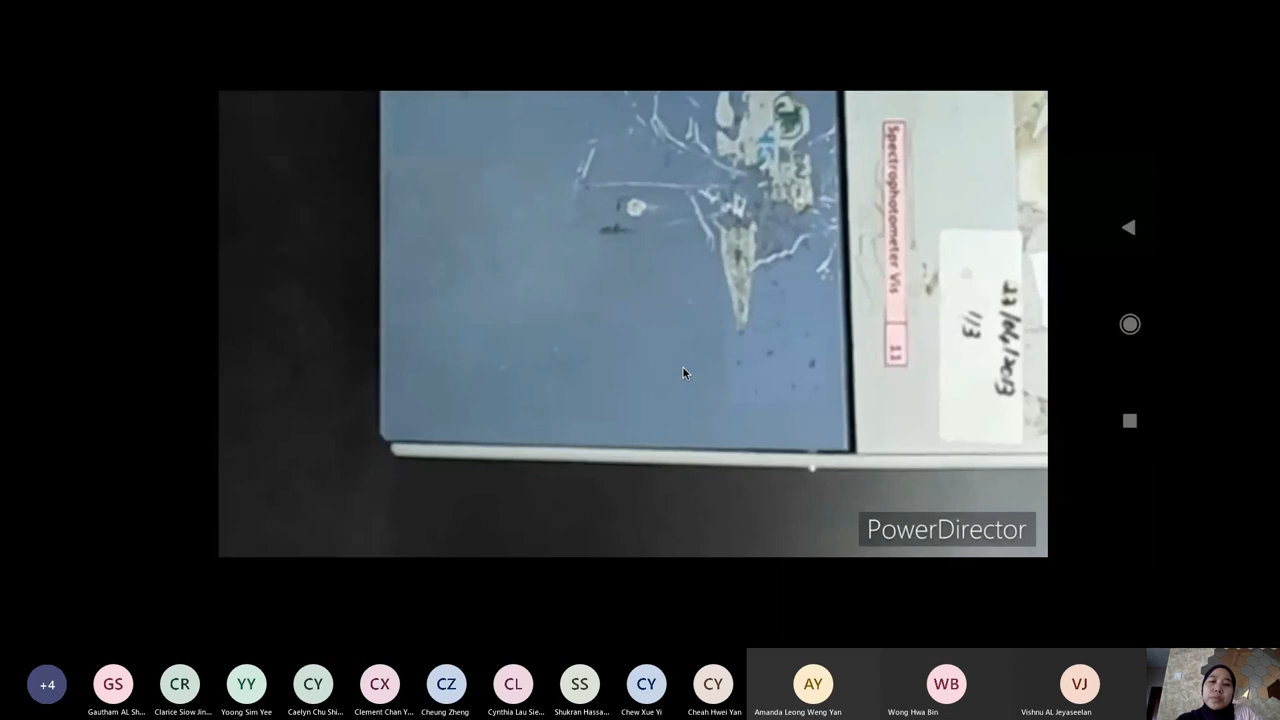 Spectrophotometer Vis
11
1/3
PowerDirector
+4
GS
CR
YY
CY
CX
CZ
CL
SS
CY
CY
AY
WB
VJ
Gautham AL Sh...
Clarice Siow Jin...
Yoong Sim Yee
Caelyn Chu Shi...
Clement Chan Y...
Cheung Zheng
Cynthia Lau Sie...
Shukran Hassa...
Chew Xue Yi
Cheah Hwei Yan
Amanda Leong Weng Yan
Wong Hwa Bin
Vishnu AL Jeyaseelan